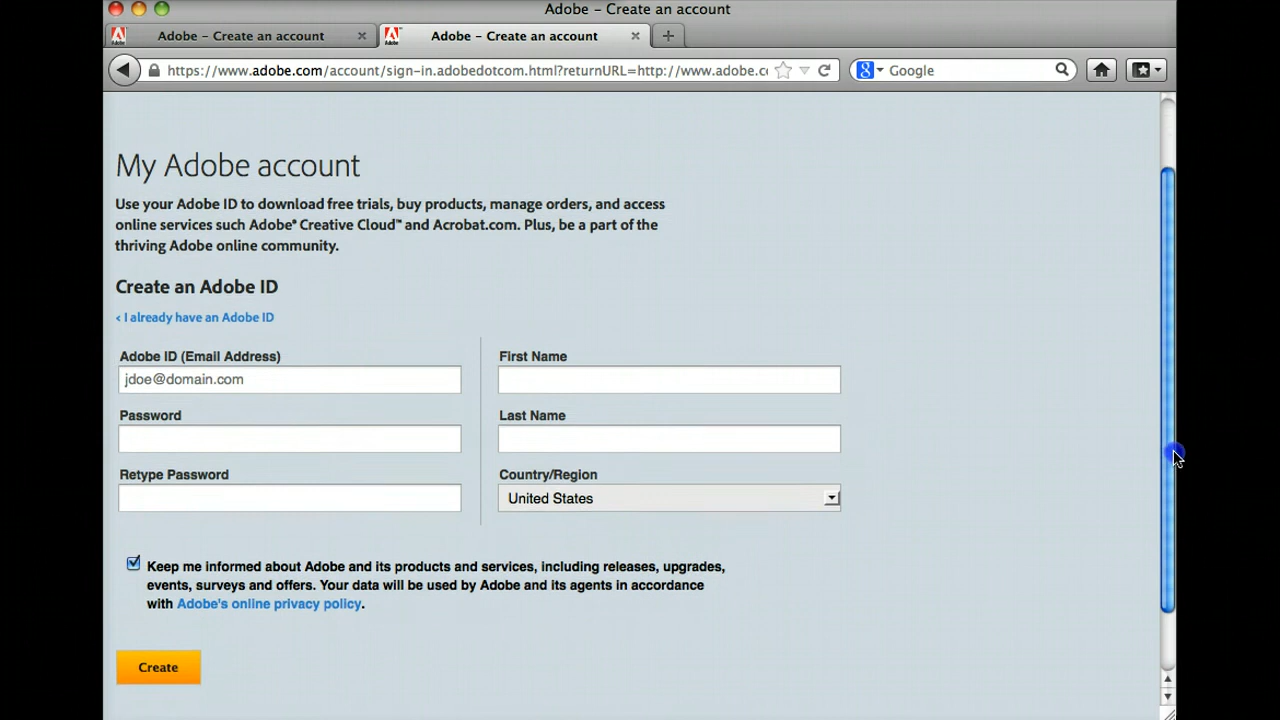 Adobe – Create an account
Adobe – Create an account
Adobe – Create an account
https://www.adobe.com/account/sign-in.adobedotcom.html?returnURL=http://www.adobe.cc
Google
My Adobe account
Use your Adobe ID to download free trials, buy products, manage orders, and access
online services such Adobe® Creative Cloud™ and Acrobat.com. Plus, be a part of the
thriving Adobe online community.
Create an Adobe ID
< I already have an Adobe ID
Adobe ID (Email Address)
jdoe@domain.com
First Name
Password
Last Name
Retype Password
Country/Region
United States
Keep me informed about Adobe and its products and services, including releases, upgrades,
events, surveys and offers. Your data will be used by Adobe and its agents in accordance
with Adobe's online privacy policy.
Create